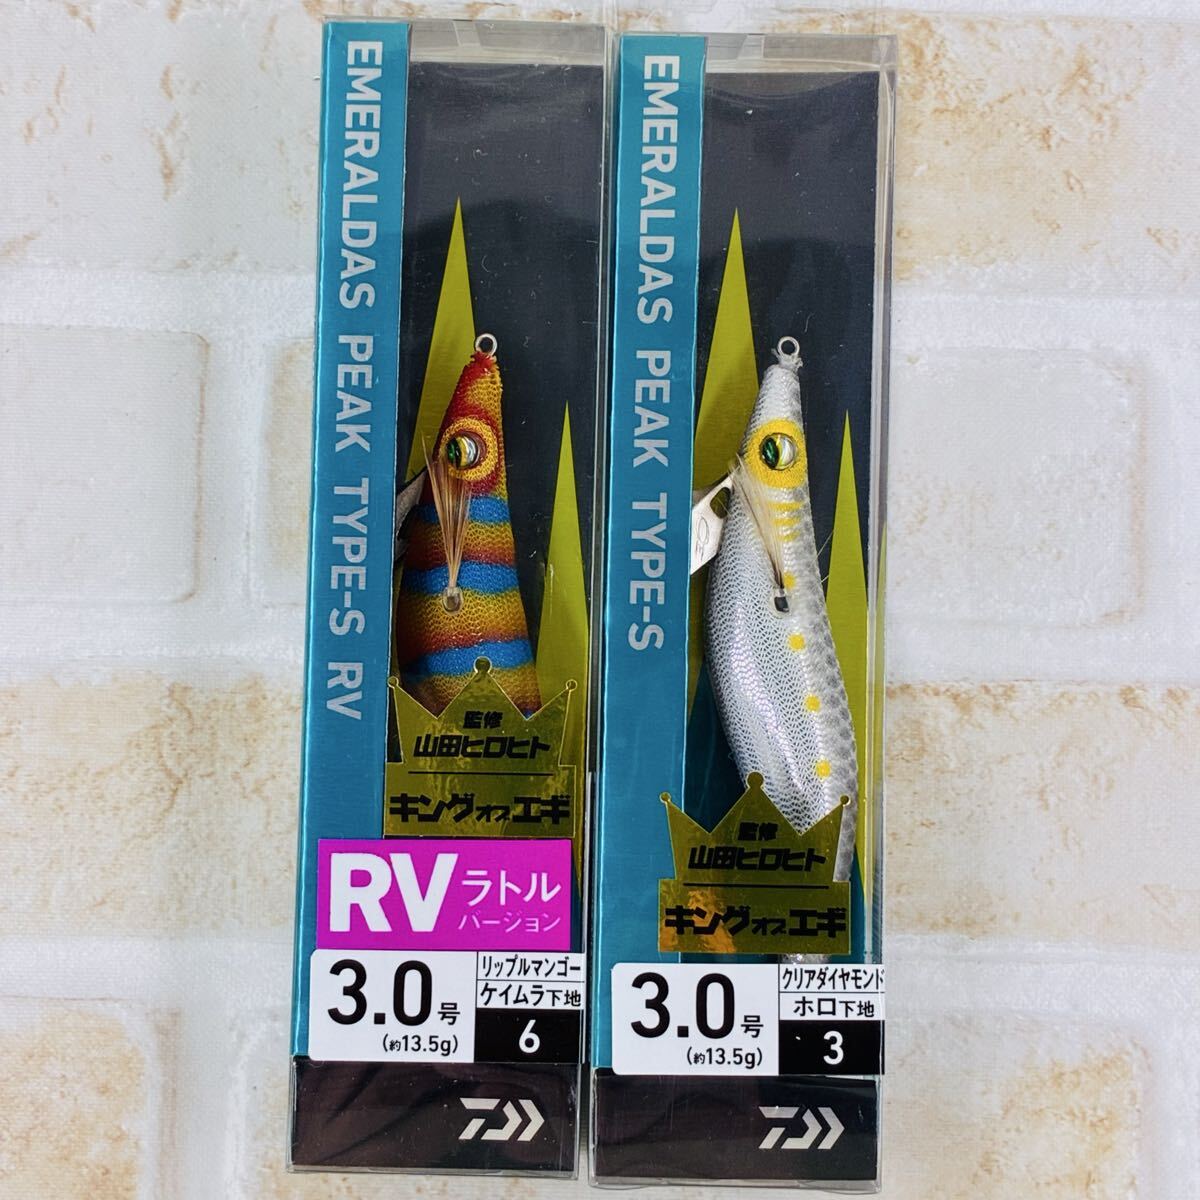 EMERALDAS PEAK TYPE-S RV
監修
山田ヒロヒト
キングオブエギ
RV ラトル
バージョン
3.0号
(約13.5g)
リップルマンゴー
ケイムラ下地
6
EMERALDAS PEAK TYPE-S
監修
山田ヒロヒト
キングオブエギ
3.0号
(約13.5g)
クリアダイヤモンド
ホロ下地
3